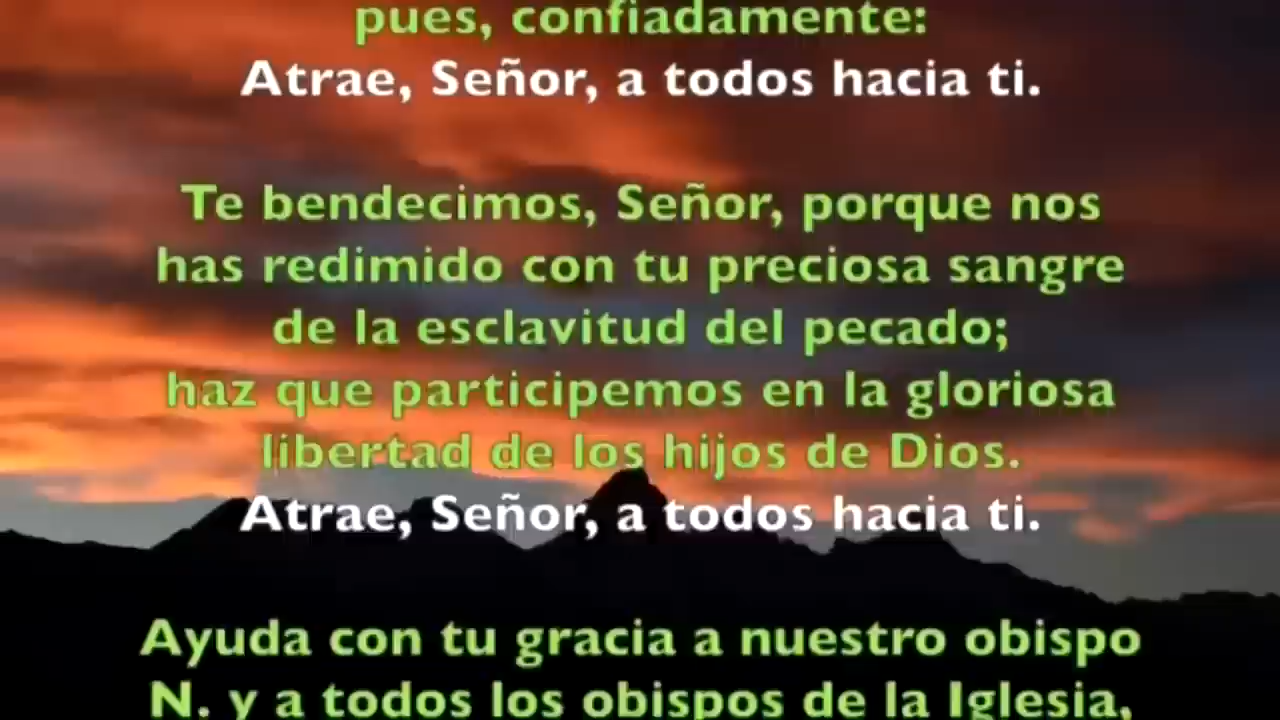 pues, confiadamente:
Atrae, Señor, a todos hacia ti.
Te bendecimos, Señor, porque nos
has redimido con tu preciosa sangre
de la esclavitud del pecado;
haz que participemos en la gloriosa
libertad de los hijos de Dios.
Atrae, Señor, a todos hacia ti.
Ayuda con tu gracia a nuestro obispo
N. y a todos los obispos de la Iglesia,